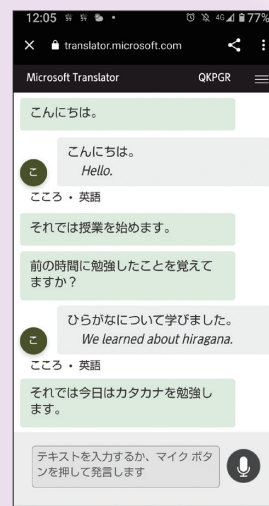 12:05
4G 77%
translator.microsoft.com
Microsoft Translator QKPGR
こんにちは。
こんにちは。
Hello.
こ
こころ・英語
それでは授業を始めます。
前の時間に勉強したことを覚えて
ますか？
ひらがなについて学びました。
We learned about hiragana.
こ
こころ・英語
それでは今日はカタカナを勉強し
ます。
テキストを入力するか、マイク ボタ
ンを押して発言します